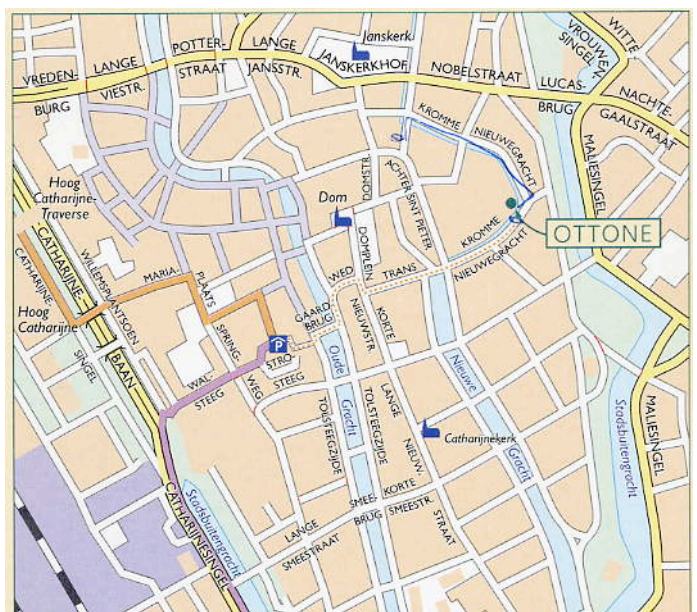 Janskerk
WITTE
VROUWEN
SINGEL
POTTER-
STRAAT
LANGE
JANSSTR.
JANSKERKHOF
LANGE
VIESTR.
VREDEN-
BURG
NOBELSTRAAT
LUCAS-
BRUG
NACHTE-
GAALSTRAAT
KROMME
NIEUWEGRACHT
MALIESINGEL
DOMSTR.
ACHTER SINT PIETER
Hoog
Catharijne-
Traverse
Dom
DOMPLEIN
KROMME
NIEUWEGRACHT
OTTONE
CATHARIJNE-
BAAN
CATHARIJNE-
WILLEMSPLANTSOEN
MARIA-
PLAATS
WED
TRANS
Hoog
Catharijne
SINGEL
GAARD
BRUG
NIEUWSTR.
KORTE
SPRING-
WEG
P
STRO-
STEEG
WAL-
STEEG
Oude
Gracht
Nieuwe
Gracht
TOLSTEEGZIJDE
TOLSTEEGZIJDE
LANGE
NIEUW-
STRAAT
Catharijnekerk
Stadsbuitengracht
MALIESINGEL
Stadsbuitengracht
CATHARIJNESINGEL
LANGE
SMEESTRAAT
SMEE-
BRUG
KORTE
SMEESTR.